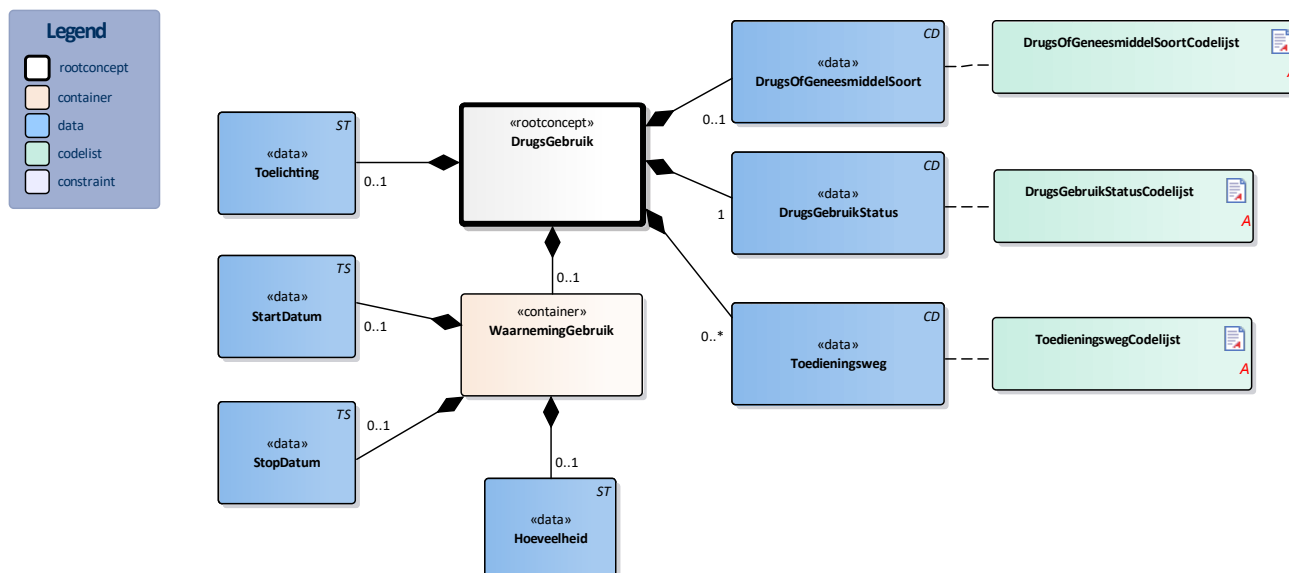 Legend
rootconcept
container
data
codelist
constraint
ST
«data»
Toelichting
0..1
«rootconcept»
DrugsGebruik
CD
«data»
DrugsOfGeneesmiddelSoort
0..1
DrugsOfGeneesmiddelSoortCodelijst
A
CD
«data»
DrugsGebruikStatus
1
DrugsGebruikStatusCodelijst
A
TS
«data»
StartDatum
0..1
0..1
«container»
WaarnemingGebruik
CD
«data»
Toedieningsweg
0..*
ToedieningswegCodelijst
A
TS
«data»
StopDatum
0..1
0..1
ST
«data»
Hoeveelheid